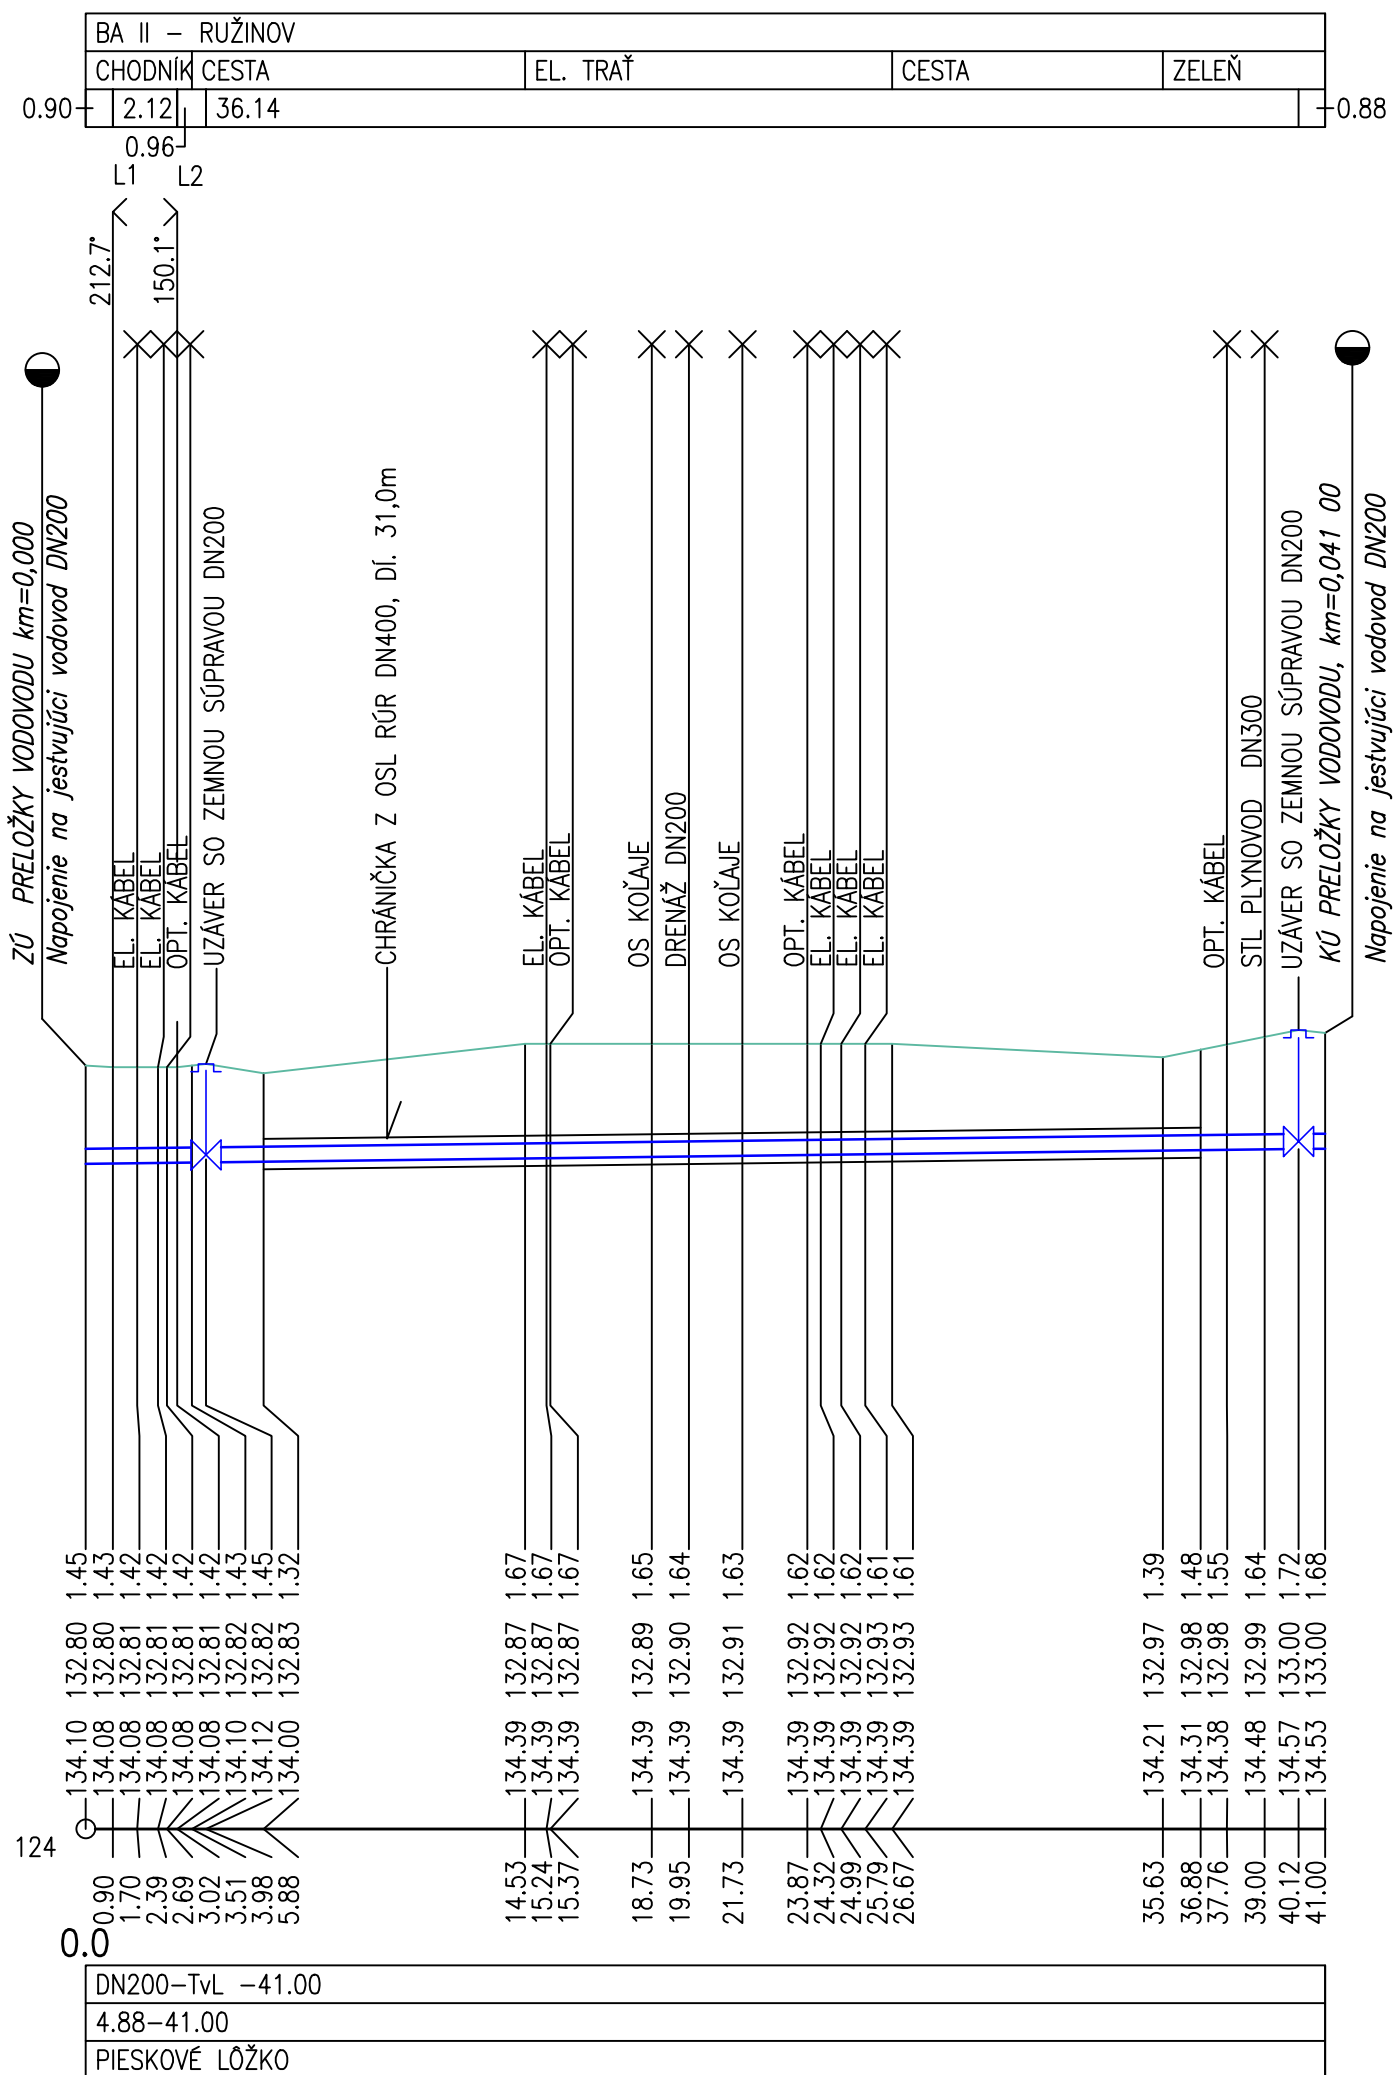 BA II – RUŽINOV
CHODNÍK
CESTA
EL. TRAŤ
CESTA
ZELEŇ
0.90
2.12
36.14
0.88
0.96
L1
L2
212.7°
150.1°
ZÚ PRELOŽKY VODOVODU km=0,000
Napojenie na jestvujúci vodovod DN200
EL. KÁBEL
EL. KÁBEL
OPT. KÁBEL
UZÁVER SO ZEMNOU SÚPRAVOU DN200
CHRÁNIČKA Z OSL RÚR DN400, Dĺ. 31,0m
EL. KÁBEL
OPT. KÁBEL
OS KOĽAJE
DRENÁŽ DN200
OS KOĽAJE
OPT. KÁBEL
EL. KÁBEL
EL. KÁBEL
EL. KÁBEL
OPT. KÁBEL
STL PLYNOVOD DN300
UZÁVER SO ZEMNOU SÚPRAVOU DN200
KÚ PRELOŽKY VODOVODU, km=0,041 00
Napojenie na jestvujúci vodovod DN200
134.10 132.80 1.45
134.08 132.80 1.43
134.08 132.81 1.42
134.08 132.81 1.42
134.08 132.81 1.42
134.08 132.81 1.42
134.10 132.82 1.43
134.12 132.82 1.45
134.00 132.83 1.32
134.39 132.87 1.67
134.39 132.87 1.67
134.39 132.87 1.67
134.39 132.89 1.65
134.39 132.90 1.64
134.39 132.91 1.63
134.39 132.92 1.62
134.39 132.92 1.62
134.39 132.92 1.62
134.39 132.93 1.61
134.39 132.93 1.61
134.21 132.97 1.39
134.31 132.98 1.48
134.38 132.98 1.55
134.48 132.99 1.64
134.57 133.00 1.72
134.53 133.00 1.68
124
0.0
0.90
1.70
2.39
2.69
3.02
3.51
3.98
5.88
14.53
15.24
15.37
18.73
19.95
21.73
23.87
24.32
24.99
25.79
26.67
35.63
36.88
37.76
39.00
40.12
41.00
DN200–TvL –41.00
4.88–41.00
PIESKOVÉ LÔŽKO